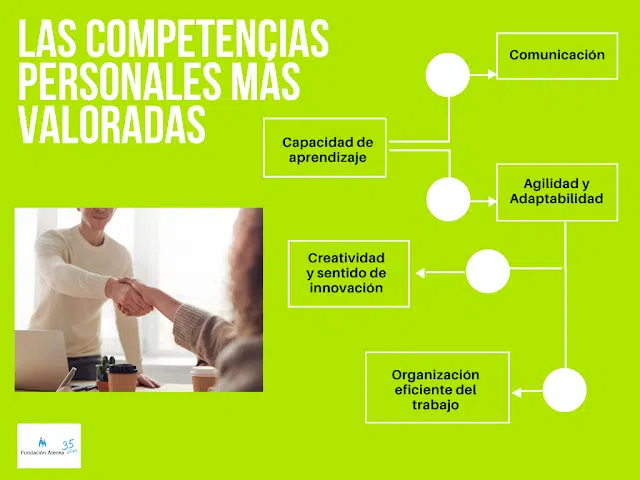 LAS COMPETENCIAS
PERSONALES MÁS
VALORADAS
Comunicación
Capacidad de
aprendizaje
Agilidad y
Adaptabilidad
Creatividad
y sentido de
innovación
Organización
eficiente del
trabajo
Fundación Atenea
35